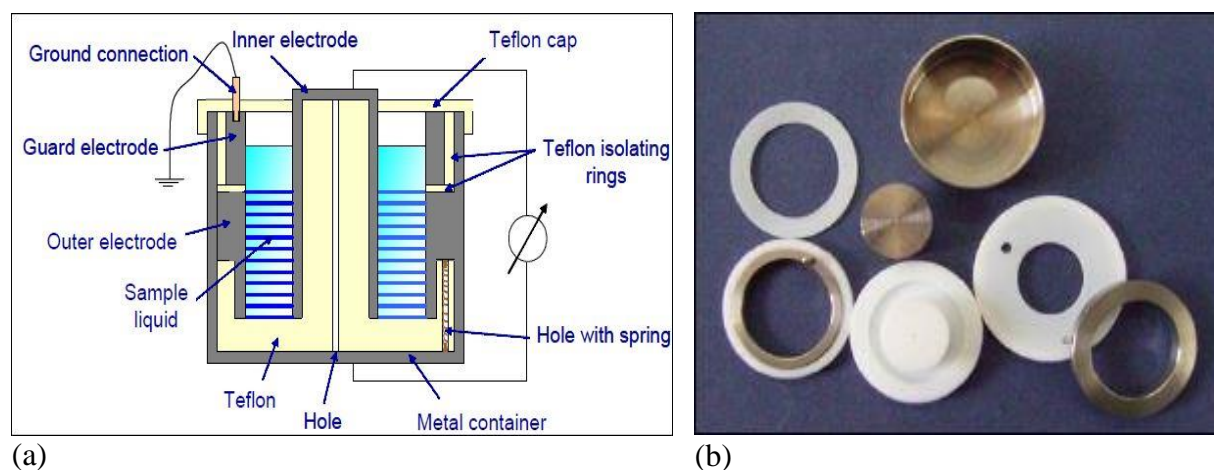 Ground connection
Inner electrode
Teflon cap
Guard electrode
Teflon isolating
rings
Outer electrode
Sample
liquid
Hole with spring
Teflon
Hole
Metal container
(a)
(b)